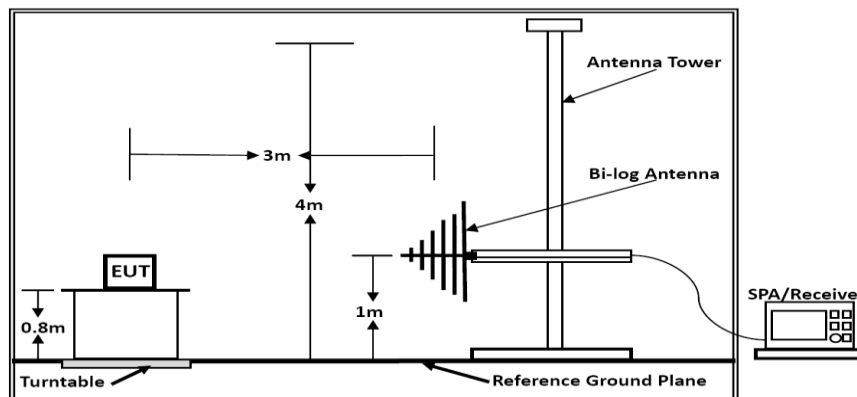 Antenna Tower
3m
Bi-log Antenna
4m
EUT
1m
0.8m
SPA/Receive
Turntable
Reference Ground Plane